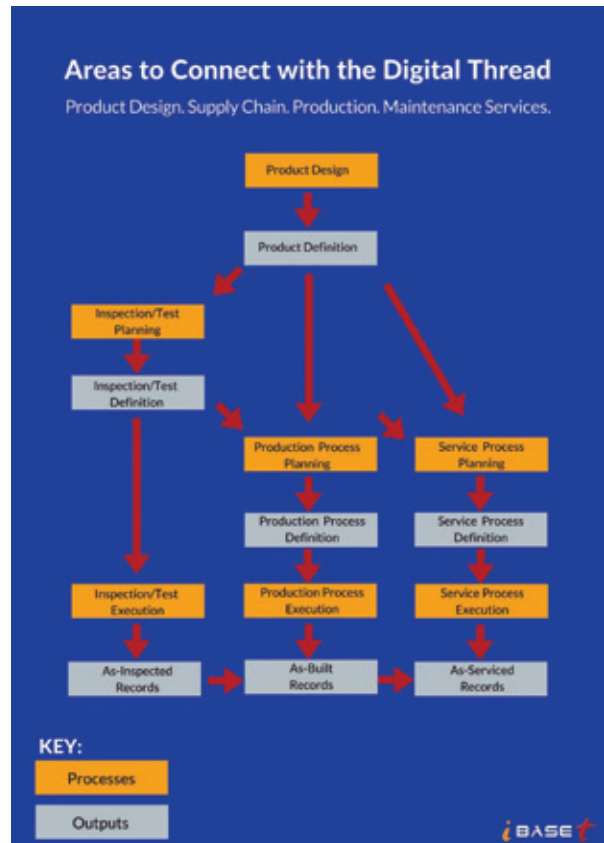 Areas to Connect with the Digital Thread
Product Design. Supply Chain. Production. Maintenance Services.
Product Design
Product Definition
Inspection/Test
Planning
Inspection/Test
Definition
Production Process
Planning
Service Process
Planning
Production Process
Definition
Service Process
Definition
Inspection/Test
Execution
Production Process
Execution
Service Process
Execution
As-Inspected
Records
As-Built
Records
As-Serviced
Records
KEY:
Processes
Outputs
iBASEt